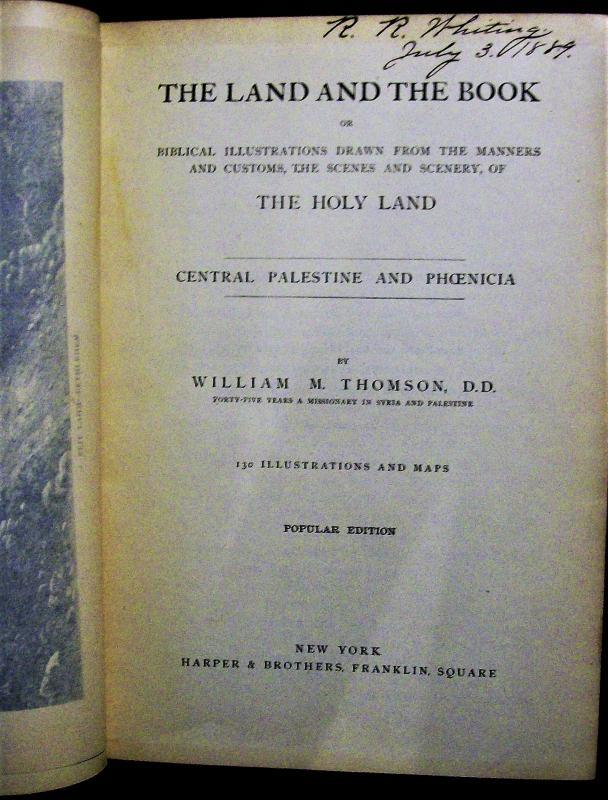 R. R. Whiting
July 3. 1889.
THE LAND AND THE BOOK
OR
BIBLICAL ILLUSTRATIONS DRAWN FROM THE MANNERS
AND CUSTOMS, THE SCENES AND SCENERY, OF
THE HOLY LAND
CENTRAL PALESTINE AND PHŒNICIA
BY
WILLIAM M. THOMSON, D.D.
FORTY-FIVE YEARS A MISSIONARY IN SYRIA AND PALESTINE
130 ILLUSTRATIONS AND MAPS
POPULAR EDITION
NEW YORK
HARPER & BROTHERS, FRANKLIN, SQUARE